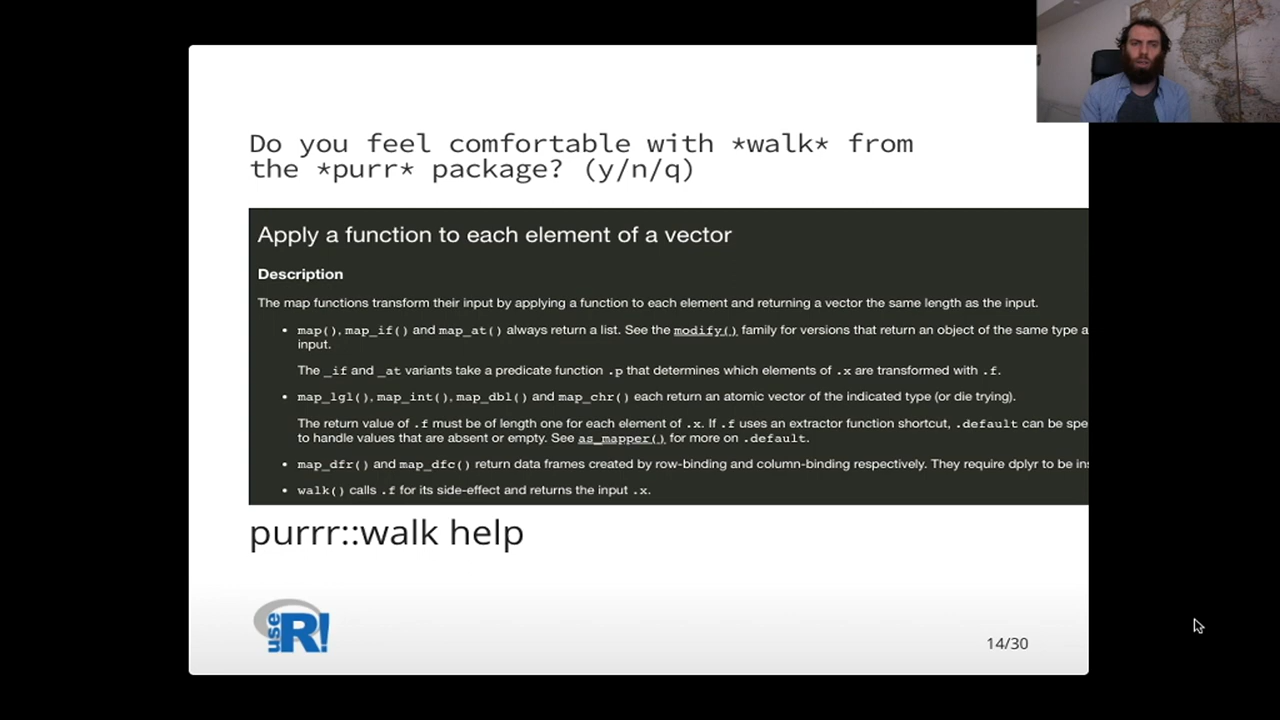 Do you feel comfortable with *walk* from
the *purr* package? (y/n/q)
Apply a function to each element of a vector
Description
The map functions transform their input by applying a function to each element and returning a vector the same length as the input.
• map(), map_if() and map_at() always return a list. See the modify() family for versions that return an object of the same type a
input.
The _if and _at variants take a predicate function .p that determines which elements of .x are transformed with .f.
• map_lgl(), map_int(), map_dbl() and map_chr() each return an atomic vector of the indicated type (or die trying).
The return value of .f must be of length one for each element of .x. If .f uses an extractor function shortcut, .default can be spe
to handle values that are absent or empty. See as_mapper() for more on .default.
• map_dfr() and map_dfc() return data frames created by row-binding and column-binding respectively. They require dplyr to be ins
• walk() calls .f for its side-effect and returns the input .x.
purrr::walk help
use R!
14/30